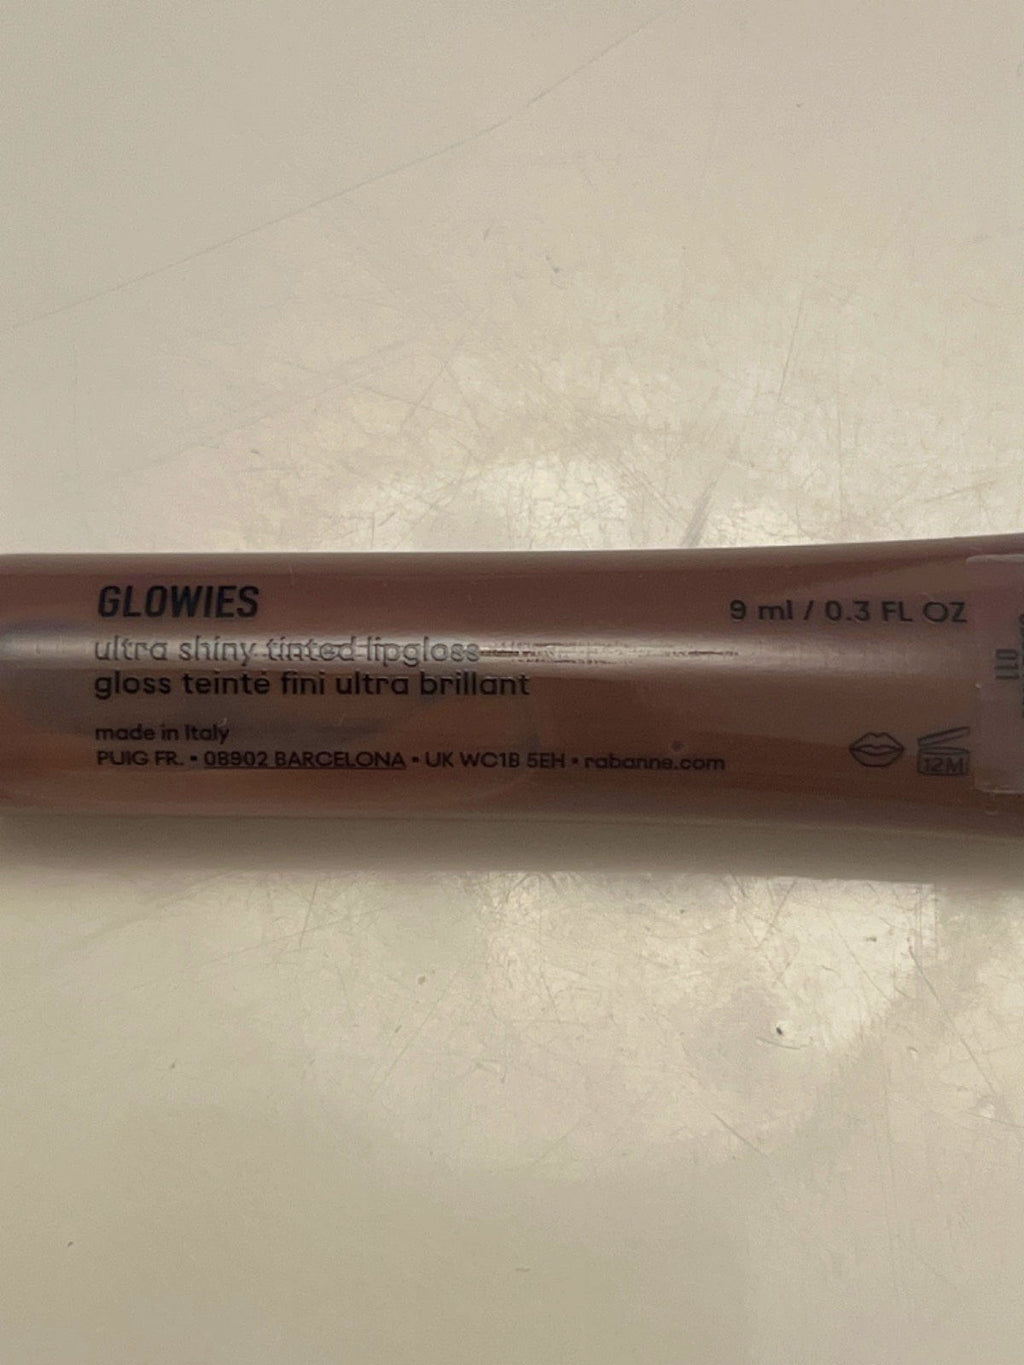 GLOWIES
9 ml / 0.3 FL OZ
ultra shiny tinted lipgloss
gloss teinté fini ultra brillant
made in Italy
PUIG FR. • 08902 BARCELONA • UK WC1B 5EH • rabanne.com
12M